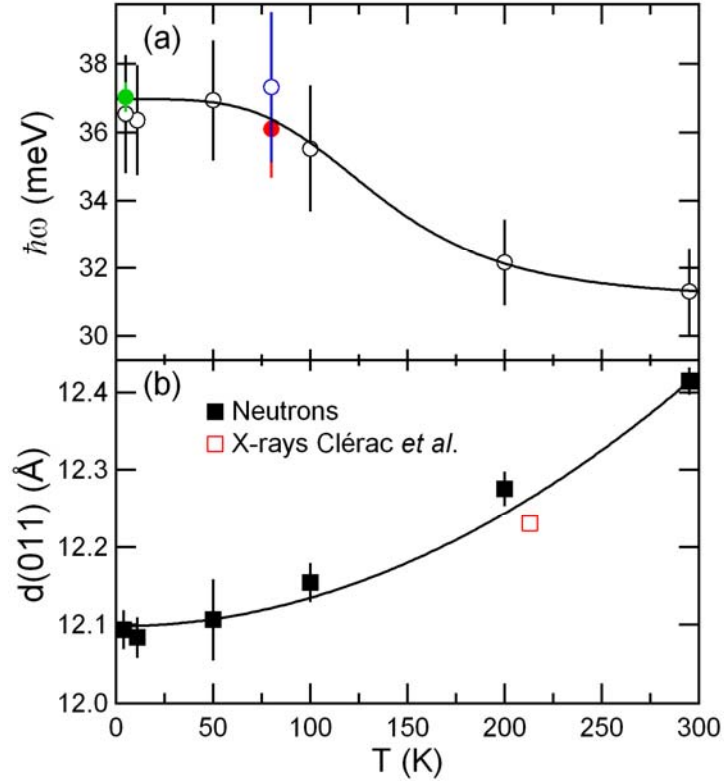 (a)
38
36
34
32
30
ħω (meV)
(b)
■ Neutrons
□ X-rays Clérac et al.
12.4
12.3
12.2
12.1
12.0
d(011) (Å)
0 50 100 150 200 250 300
T (K)